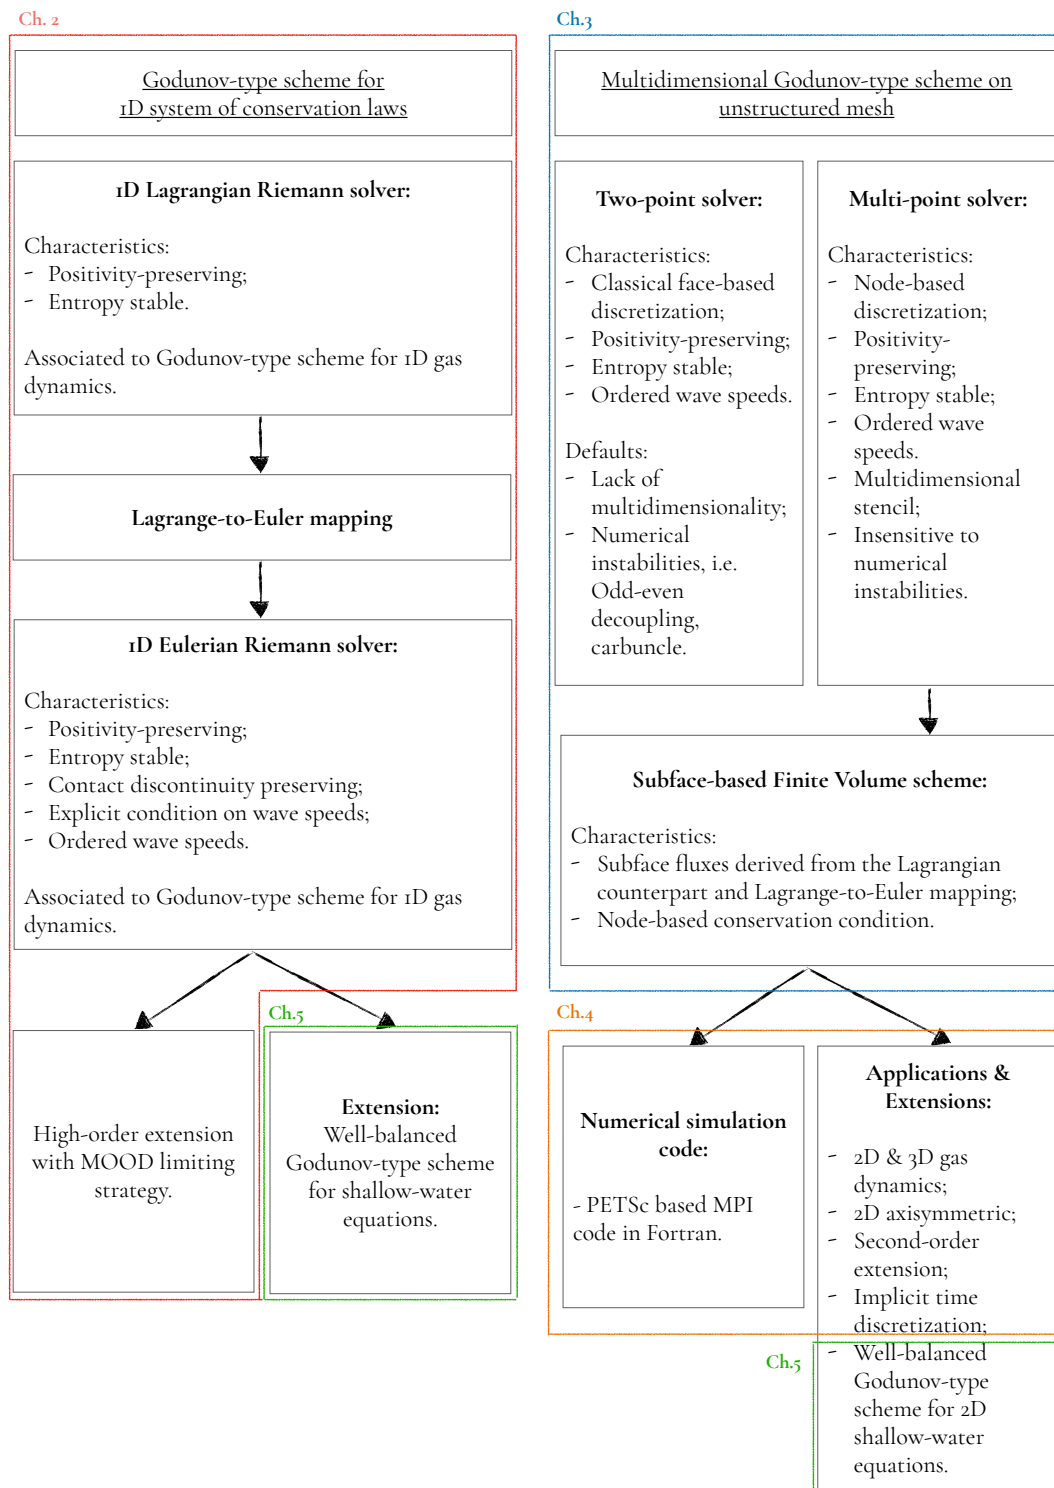 Ch. 2
Godunov-type scheme for
1D system of conservation laws
1D Lagrangian Riemann solver:
Characteristics:
- Positivity-preserving;
- Entropy stable.
Associated to Godunov-type scheme for 1D gas
dynamics.
Lagrange-to-Euler mapping
1D Eulerian Riemann solver:
Characteristics:
- Positivity-preserving;
- Entropy stable;
- Contact discontinuity preserving;
- Explicit condition on wave speeds;
- Ordered wave speeds.
Associated to Godunov-type scheme for 1D gas
dynamics.
High-order extension
with MOOD limiting
strategy.
Ch.5
Extension:
Well-balanced
Godunov-type scheme
for shallow-water
equations.
Ch.3
Multidimensional Godunov-type scheme on
unstructured mesh
Two-point solver:
Characteristics:
- Classical face-based
discretization;
- Positivity-preserving;
- Entropy stable;
- Ordered wave speeds.
Defaults:
- Lack of
multidimensionality;
- Numerical
instabilities, i.e.
Odd-even
decoupling,
carbuncle.
Multi-point solver:
Characteristics:
- Node-based
discretization;
- Positivity-
preserving;
- Entropy stable;
- Ordered wave
speeds.
- Multidimensional
stencil;
- Insensitive to
numerical
instabilities.
Subface-based Finite Volume scheme:
Characteristics:
- Subface fluxes derived from the Lagrangian
counterpart and Lagrange-to-Euler mapping;
- Node-based conservation condition.
Ch.4
Numerical simulation
code:
- PETSc based MPI
code in Fortran.
Applications &
Extensions:
- 2D & 3D gas
dynamics;
- 2D axisymmetric;
- Second-order
extension;
- Implicit time
discretization;
Ch.5
- Well-balanced
Godunov-type
scheme for 2D
shallow-water
equations.